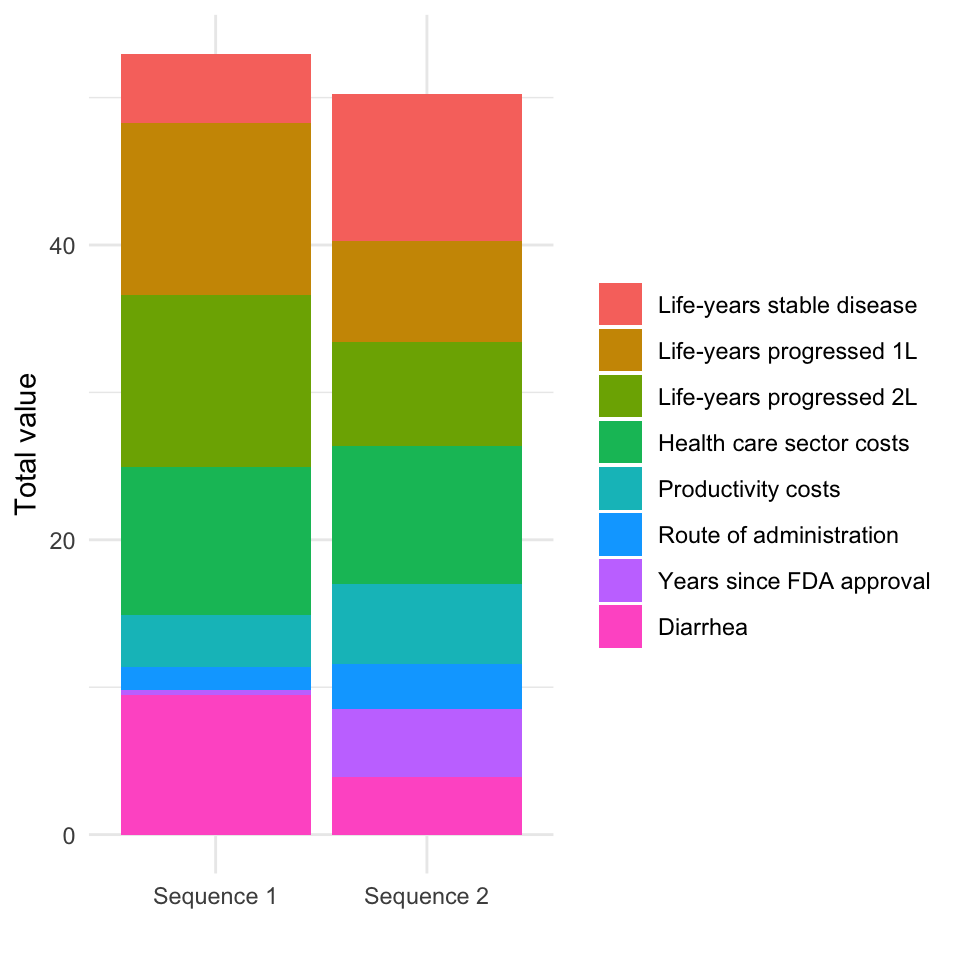 Total value
40
20
0
Sequence 1
Sequence 2
Life-years stable disease
Life-years progressed 1L
Life-years progressed 2L
Health care sector costs
Productivity costs
Route of administration
Years since FDA approval
Diarrhea